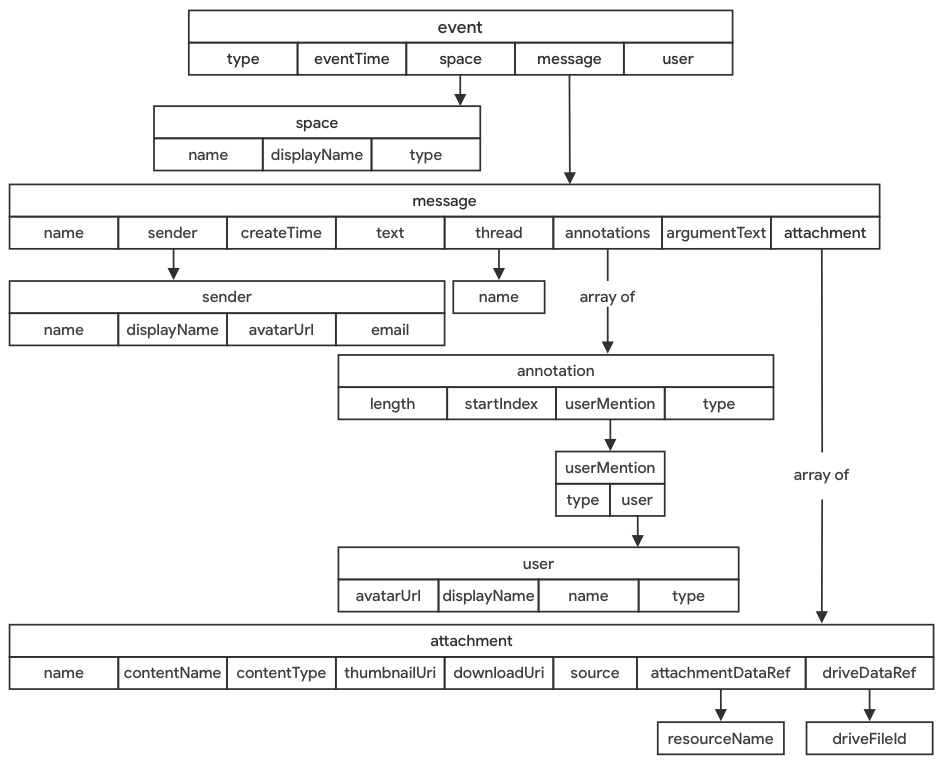 event
type eventTime space message user
space
name displayName type
message
name sender createTime text thread annotations argumentText attachment
sender
name
array of
name displayName avatarUrl email
annotation
length startIndex userMention type
userMention
array of
type user
user
avatarUrl displayName name type
attachment
name contentName contentType thumbnailUri downloadUri source attachmentDataRef driveDataRef
resourceName driveFileId